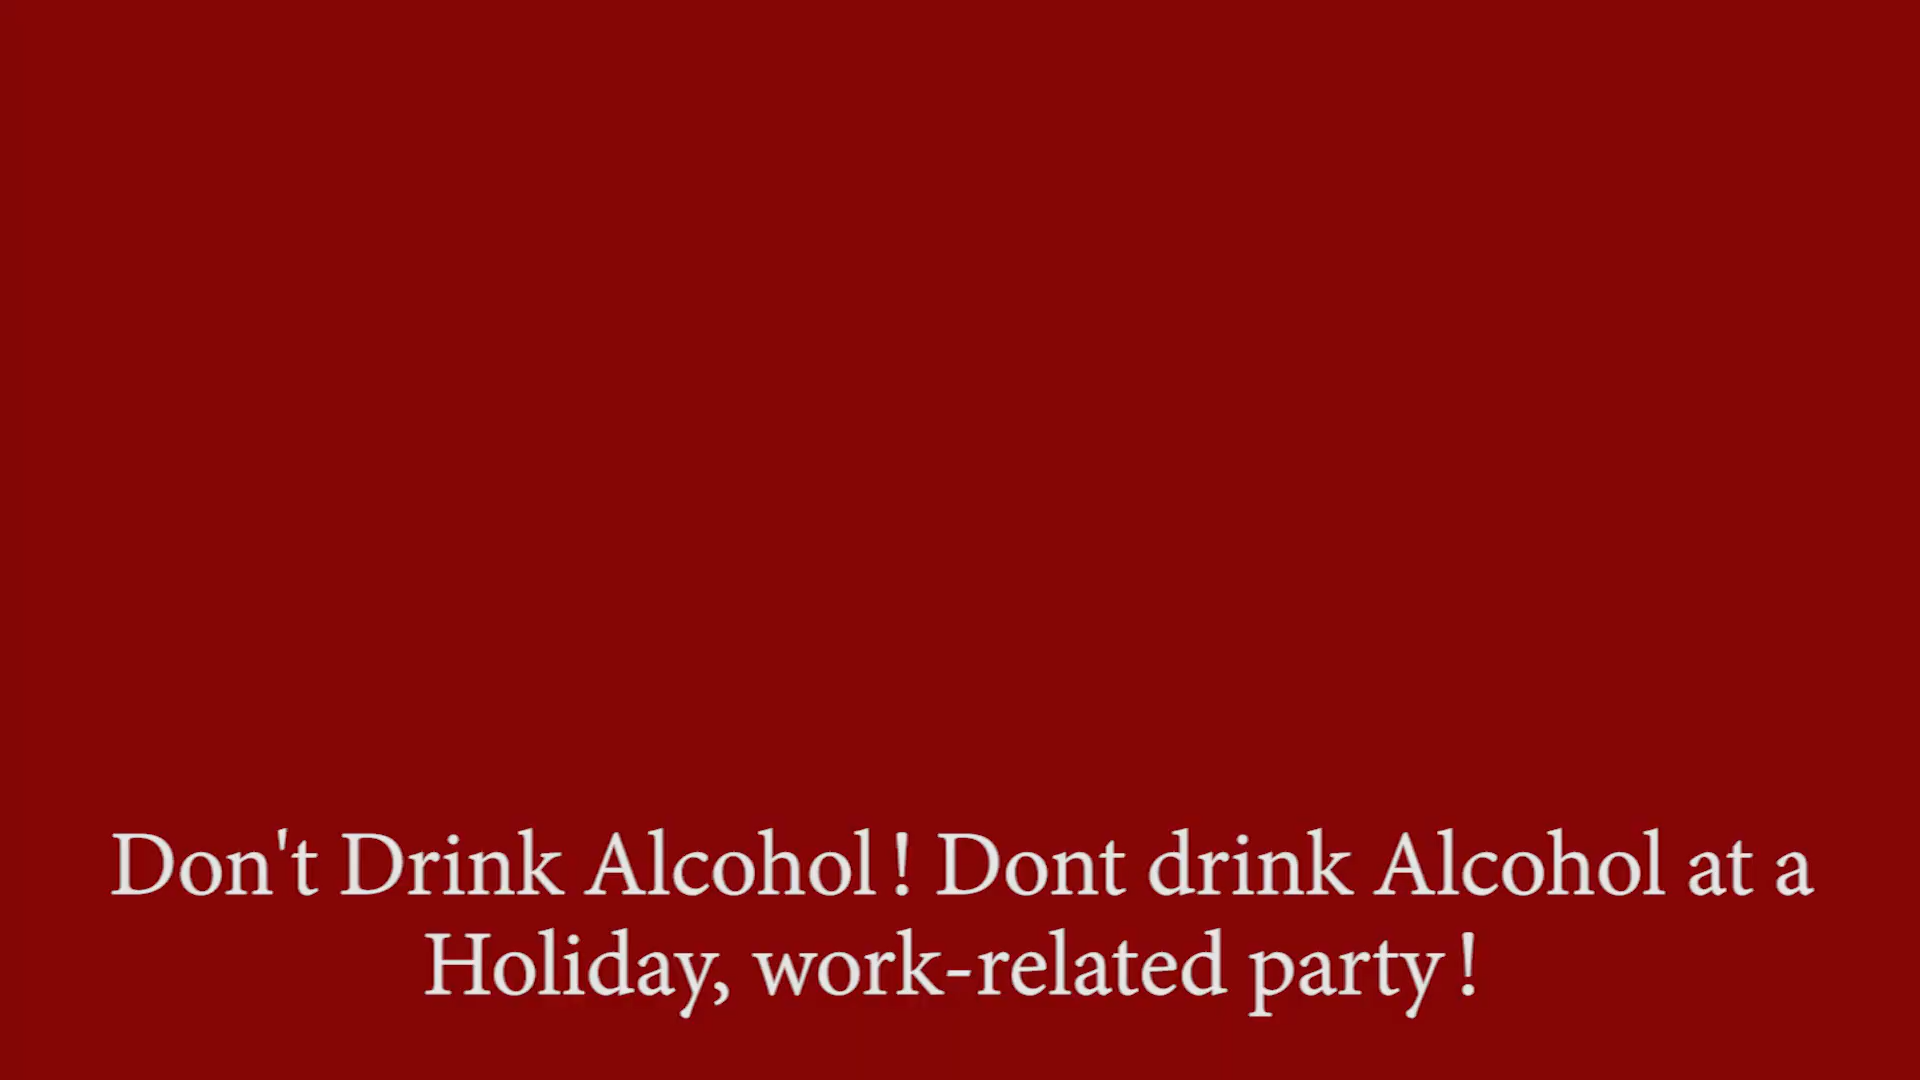 Don't Drink Alcohol! Dont drink Alcohol at a
Holiday, work-related party!